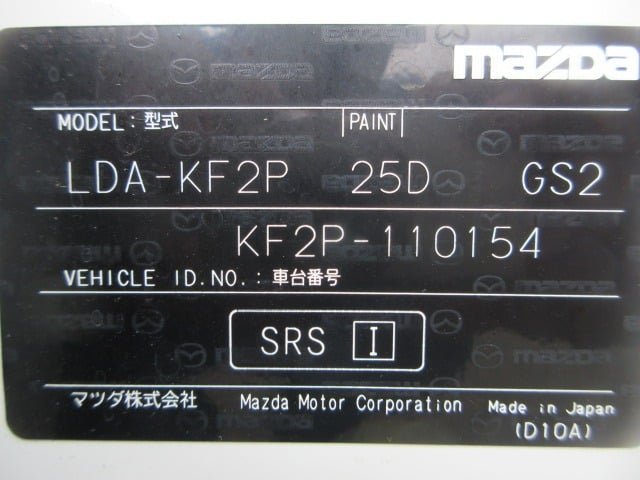 mazda
MODEL: 型式 PAINT
LDA-KF2P 25D GS2
KF2P-110154
VEHICLE ID.NO.: 車台番号
SRS I
マツダ株式会社 Mazda Motor Corporation Made in Japan
(D10A)